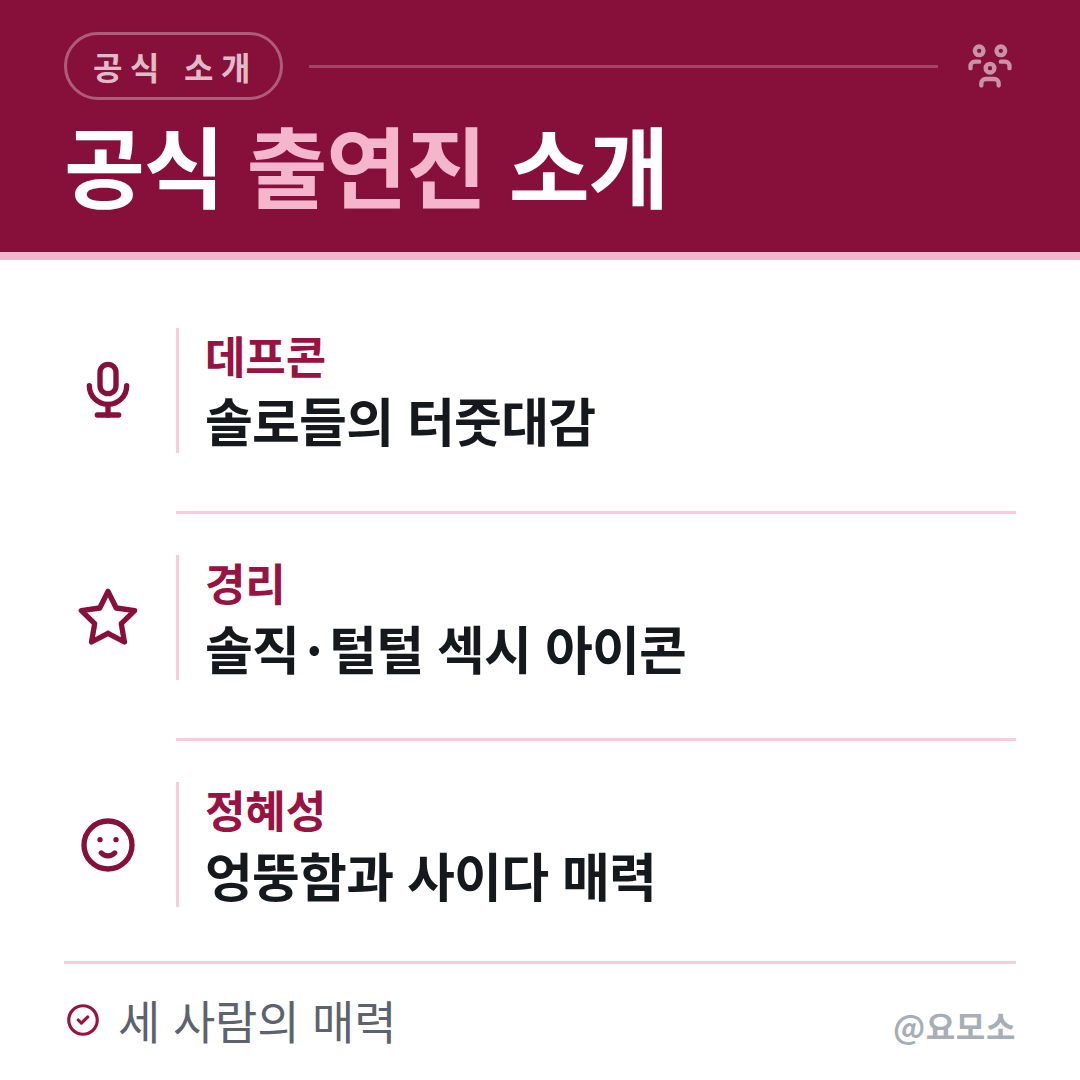 공식 소개
공식 출연진 소개
데프콘
솔로들의 터줏대감
경리
솔직·털털 섹시 아이콘
정혜성
엉뚱함과 사이다 매력
세 사람의 매력
@요모소